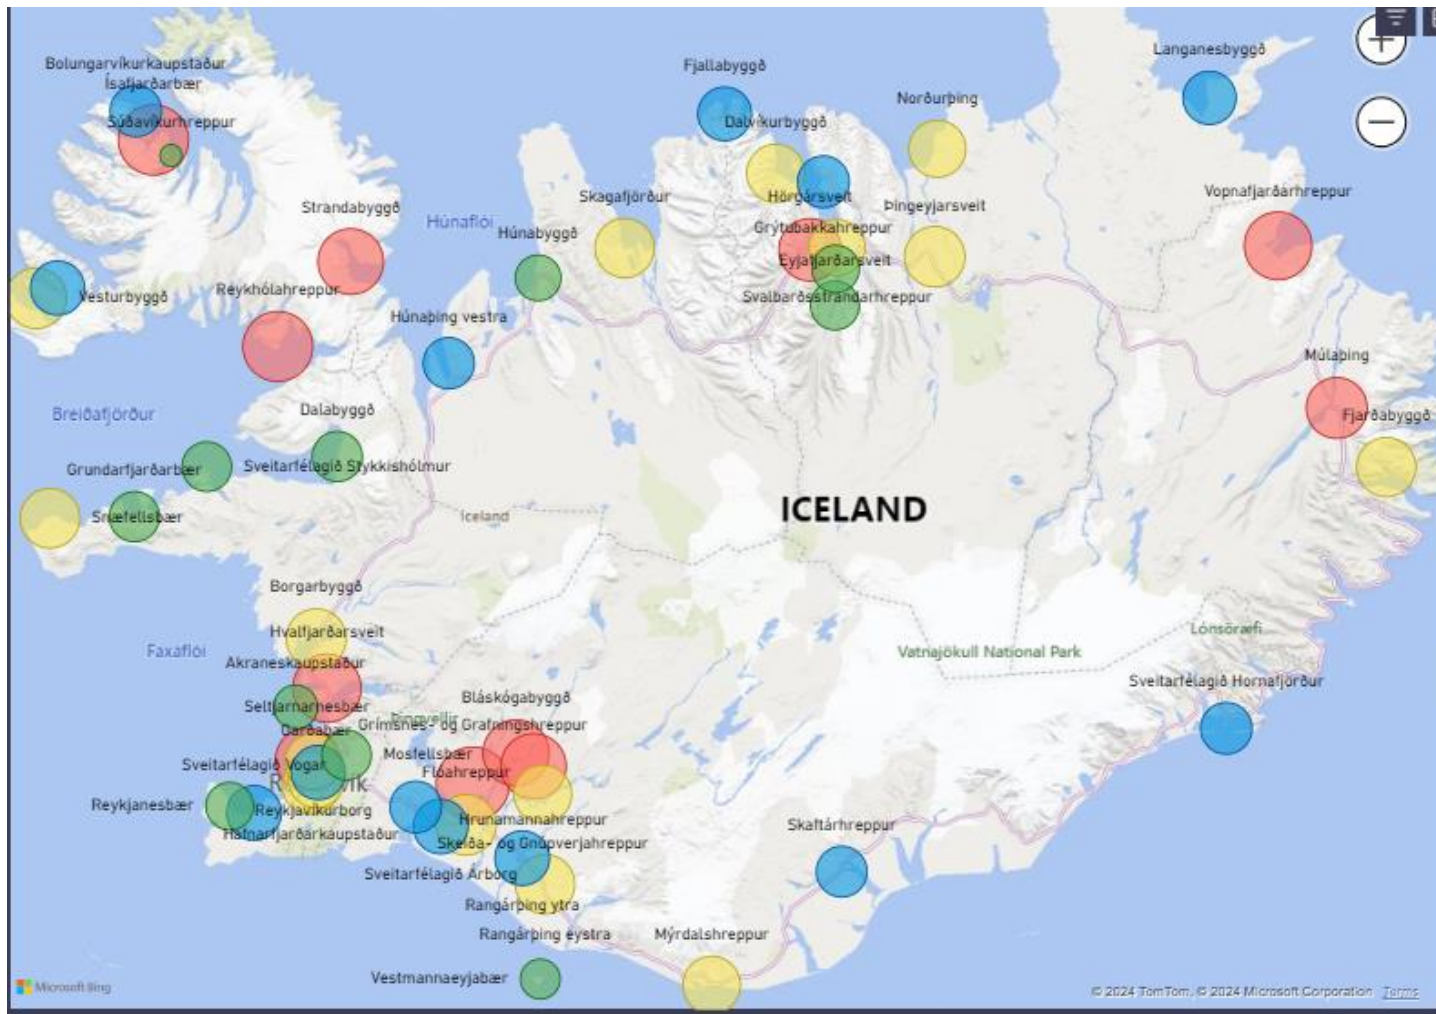 Langanesbyggð
Bolungarvíkurkaupstaður
Fjallabyggð
Ísafjarðarbær
Norðurþing
Súðavíkurhreppur
Dalvíkurbyggð
Vopnafjarðarhreppur
Skagafjörður
Hörgársveit
Strandabyggð
Þingeyjarsveit
Húnaflói
Húnabyggð
Grýtubakkahreppur
Eyjafjarðarsveit
Reykhólahreppur
Vesturbyggð
Svalbarðsstrandarhreppur
Húnaþing vestra
Múlaþing
Breiðafjörður
Dalabyggð
Fjarðabyggð
Grundarfjarðarbær
Sveitarfélagið Stykkishólmur
Snæfellsbær
Iceland
ICELAND
Borgarbyggð
Hvalfjarðarsveit
Lónsöræfi
Faxaflói
Vatnajökull National Park
Akraneskaupstaður
Sveitarfélagið Hornafjörður
Bláskógabyggð
Seltjarnarnesbær
Þingvellir
Grímsnes- og Grafningshreppur
Garðabær
Mosfellsbær
Sveitarfélagið Vogar
Flóahreppur
Reykjanesbær
Reykjavíkurborg
Hrunamannahreppur
Skaftárhreppur
Hafnarfjarðarkaupstaður
Skeiða- og Gnúpverjahreppur
Sveitarfélagið Árborg
Rangárþing ytra
Rangárþing eystra
Mýrdalshreppur
Vestmannaeyjabær
Microsoft Bing
© 2024 TomTom, © 2024 Microsoft Corporation Terms